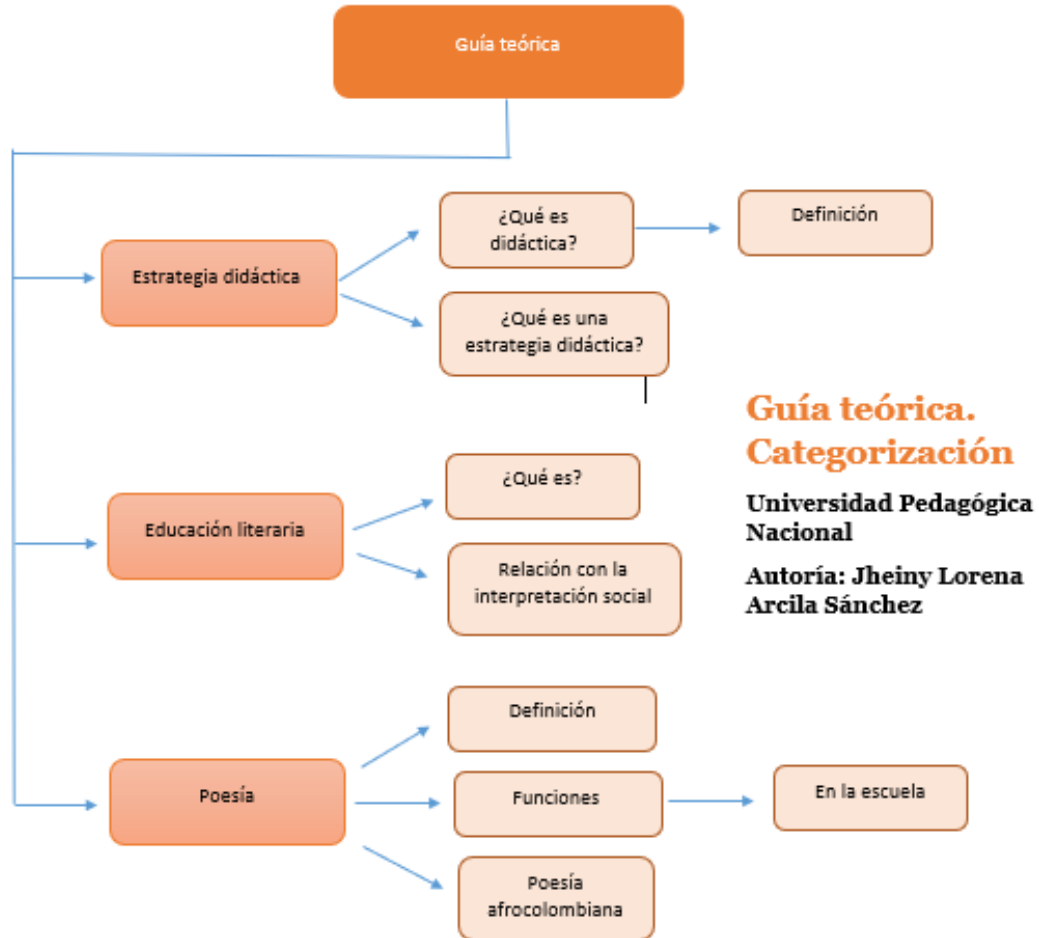 Guía teórica
¿Qué es
didáctica?
Definición
Estrategia didáctica
¿Qué es una
estrategia didáctica?
Guía teórica.
Categorización
Universidad Pedagógica
Nacional
Autoría: Jheiny Lorena
Arcila Sánchez
¿Qué es?
Educación literaria
Relación con la
interpretación social
Definición
Poesía
Funciones
En la escuela
Poesía
afrocolombiana